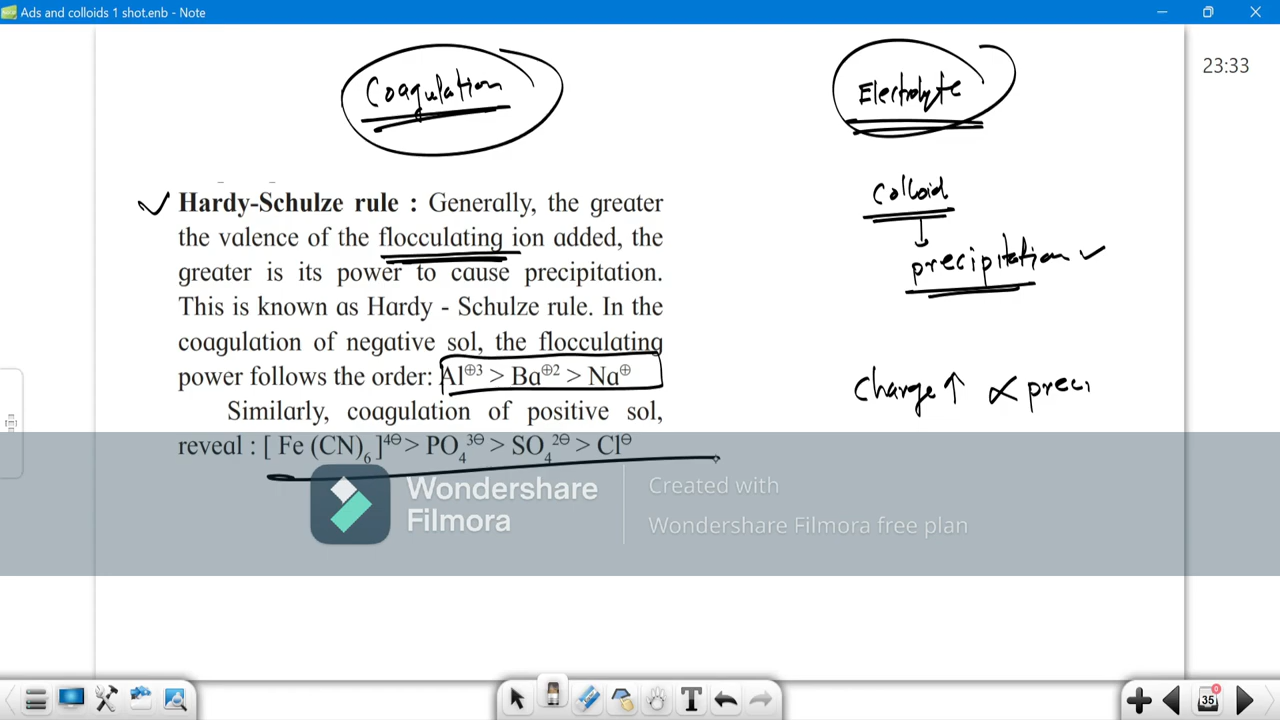 Ads and colloids 1 shot.enb - Note
23:33
Coagulation
Electrolyte
Hardy-Schulze rule : Generally, the greater
the valence of the flocculating ion added, the
greater is its power to cause precipitation.
This is known as Hardy - Schulze rule. In the
coagulation of negative sol, the flocculating
power follows the order: Al⊕3 > Ba⊕2 > Na⊕
Similarly, coagulation of positive sol,
reveal : [ Fe (CN)₆ ]4⊖ > PO₄3⊖ > SO₄2⊖ > Cl⊖
Colloid
↓
precipitation ✓
Charge ↑ ∝ preci
Wondershare
Filmora
Created with
Wondershare Filmora free plan
T
35
0